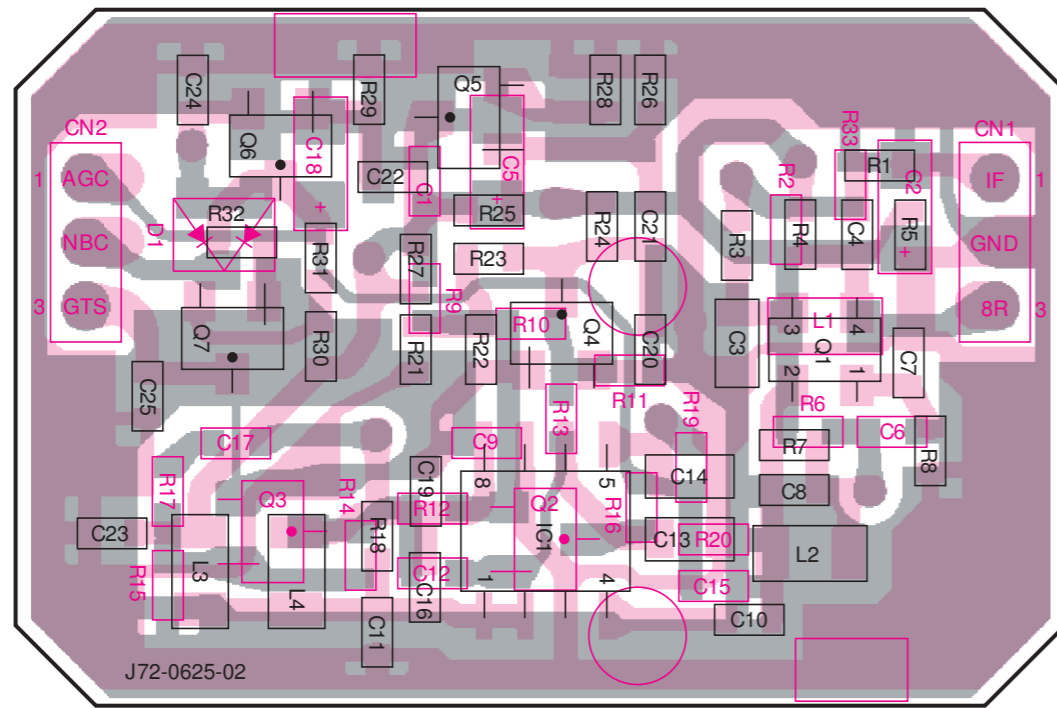 C24
R29
Q5
R28
R26
CN2
Q6
C18
C22
C1
C5
+
R33
CN1
1
AGC
R2
R1
C2
IF
1
D1
R32
+
R31
R25
R24
C21
R3
R4
C4
R5
+
NBC
GND
R27
R23
R9
3
GTS
Q7
R30
R21
R22
R10
Q4
C20
C3
3
L1
4
Q1
2
1
C7
8R
3
C25
R11
R13
R19
R6
C6
C17
C9
R7
R8
8
5
R17
Q3
R14
C19
R12
Q2
R16
C14
C8
C23
R18
IC1
C13
R20
L2
R15
L3
L4
C12
C16
1
4
C15
C11
C10
J72-0625-02